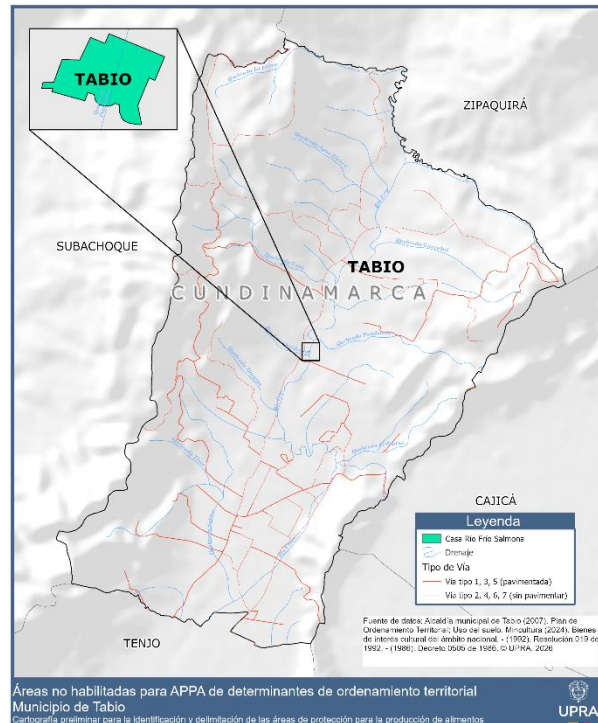 TABIO
ZIPAQUIRÁ
SUBACHOQUE
TABIO
CUNDINAMARCA
CAJICÁ
TENJO
Leyenda
Casa Río Frío Salmona
Drenaje
Tipo de Vía
Vía tipo 1, 3, 5 (pavimentada)
Vía tipo 2, 4, 6, 7 (sin pavimentar)
Fuente de datos: Alcaldía municipal de Tabio (2007). Plan de
Ordenamiento Territorial; Uso del suelo. Mincultura (2024). Bienes
de interés cultural del ámbito nacional. - (1992). Resolución 019 de
1992. - (1986). Decreto 0505 de 1986. © UPRA, 2026
Áreas no habilitadas para APPA de determinantes de ordenamiento territorial
Municipio de Tabio
Cartografía preliminar para la identificación y delimitación de las áreas de protección para la producción de alimentos
UPRA